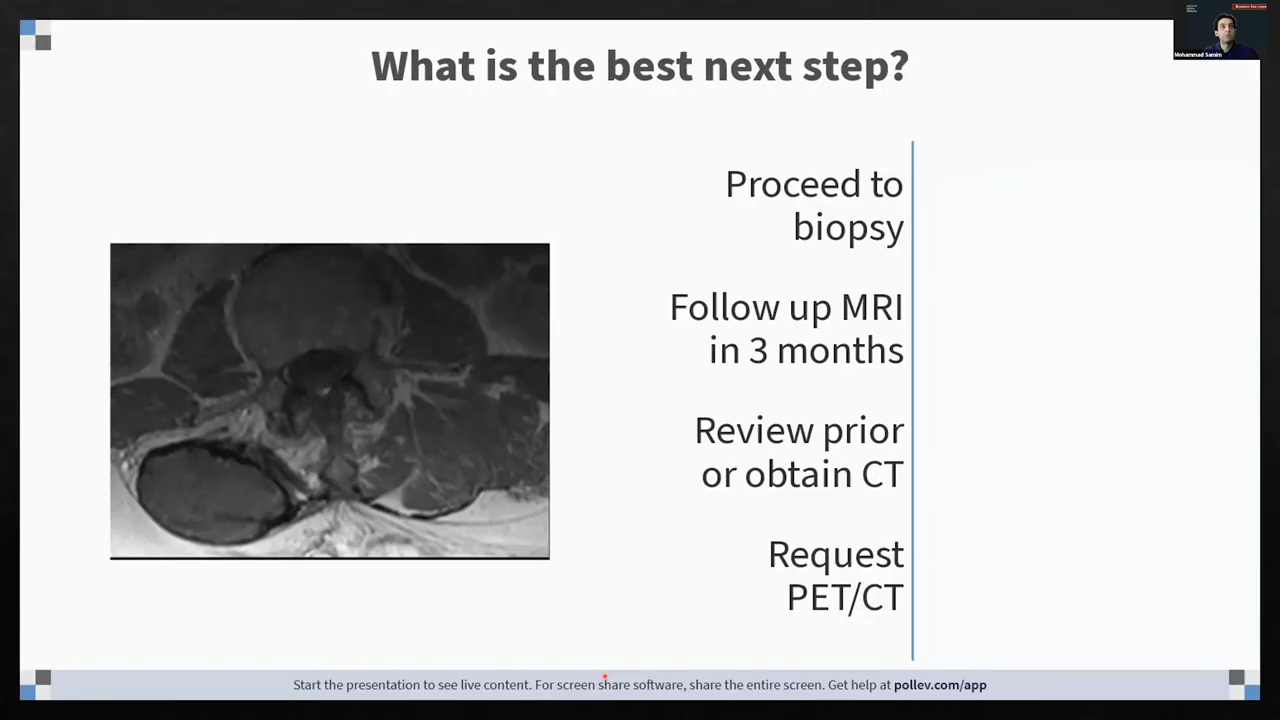 What is the best next step?
Proceed to
biopsy
Follow up MRI
in 3 months
Review prior
or obtain CT
Request
PET/CT
Start the presentation to see live content. For screen share software, share the entire screen. Get help at pollev.com/app
Mohammad Samim